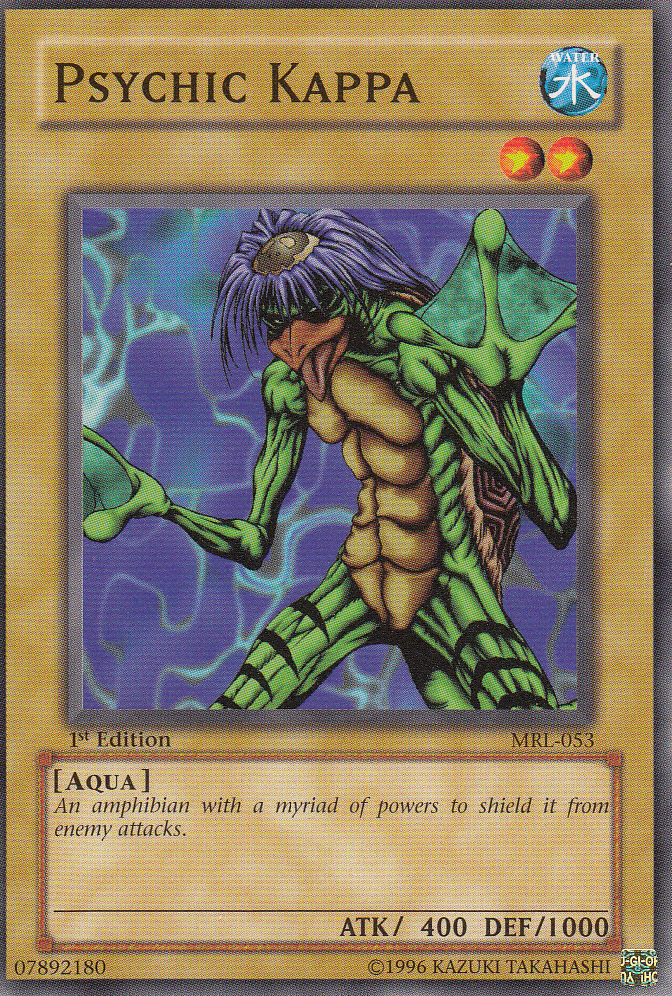 PSYCHIC KAPPA
WATER
水
1st Edition
MRL-053
[AQUA]
An amphibian with a myriad of powers to shield it from
enemy attacks.
ATK/ 400 DEF/1000
07892180
©1996 KAZUKI TAKAHASHI